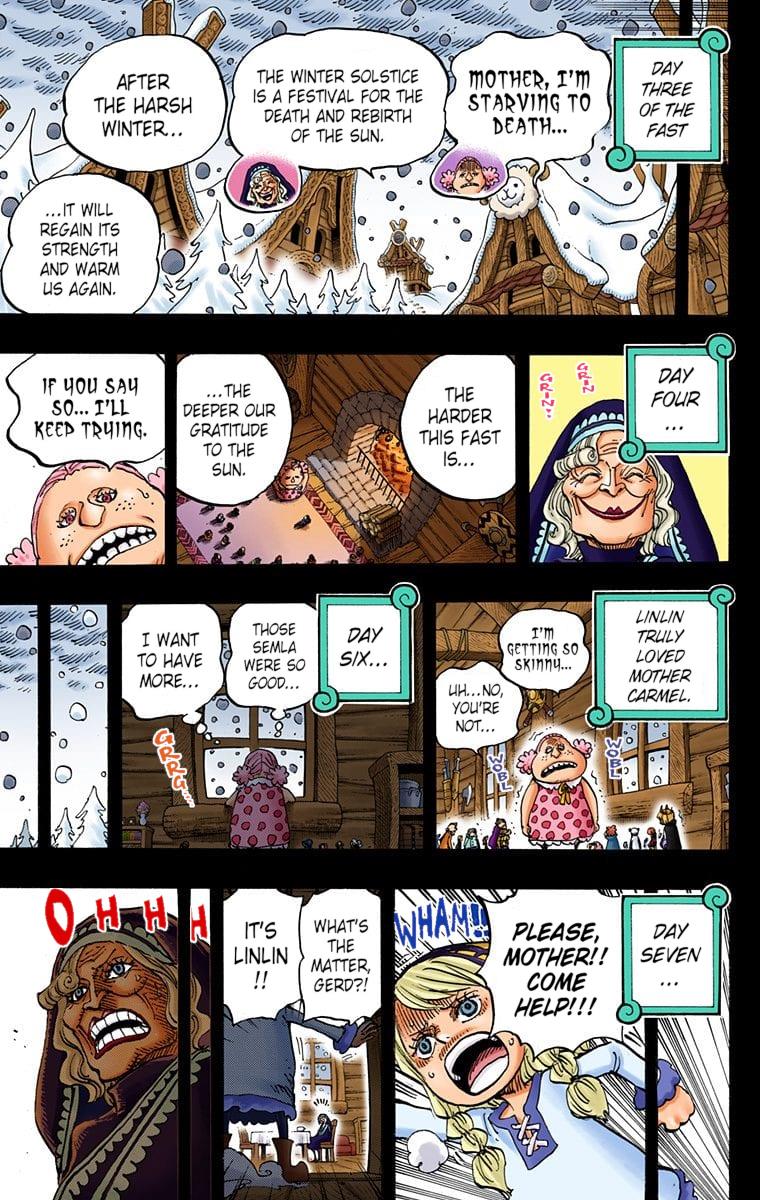 DAY
THREE
OF THE
FAST
MOTHER, I'M
STARVING TO
DEATH...
THE WINTER SOLSTICE
IS A FESTIVAL FOR THE
DEATH AND REBIRTH
OF THE SUN.
AFTER
THE HARSH
WINTER...
...IT WILL
REGAIN ITS
STRENGTH
AND WARM
US AGAIN.
DAY
FOUR
...
GRIN
GRIN!
THE
HARDER
THIS FAST
IS...
...THE
DEEPER OUR
GRATITUDE
TO THE
SUN.
IF YOU SAY
SO... I'LL
KEEP TRYING.
LINLIN
TRULY
LOVED
MOTHER
CARMEL.
I'M
GETTING SO
SKINNY...
UH...NO,
YOU'RE
NOT...
WOBL
WOBL
DAY
SIX...
THOSE
SEMLA
WERE SO
GOOD...
I WANT
TO HAVE
MORE...
GRRG...
DAY
SEVEN
...
PLEASE,
MOTHER!!
COME
HELP!!!
WHAM!!
WHAT'S
THE
MATTER,
GERD?!
IT'S
LINLIN
!!
OHHH